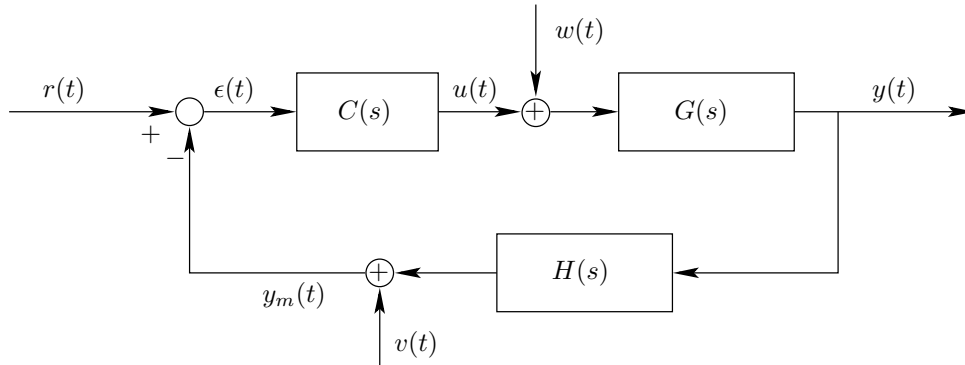 w(t)
r(t)
ϵ(t)
C(s)
u(t)
+
G(s)
y(t)
+
−
H(s)
+
y_m(t)
v(t)